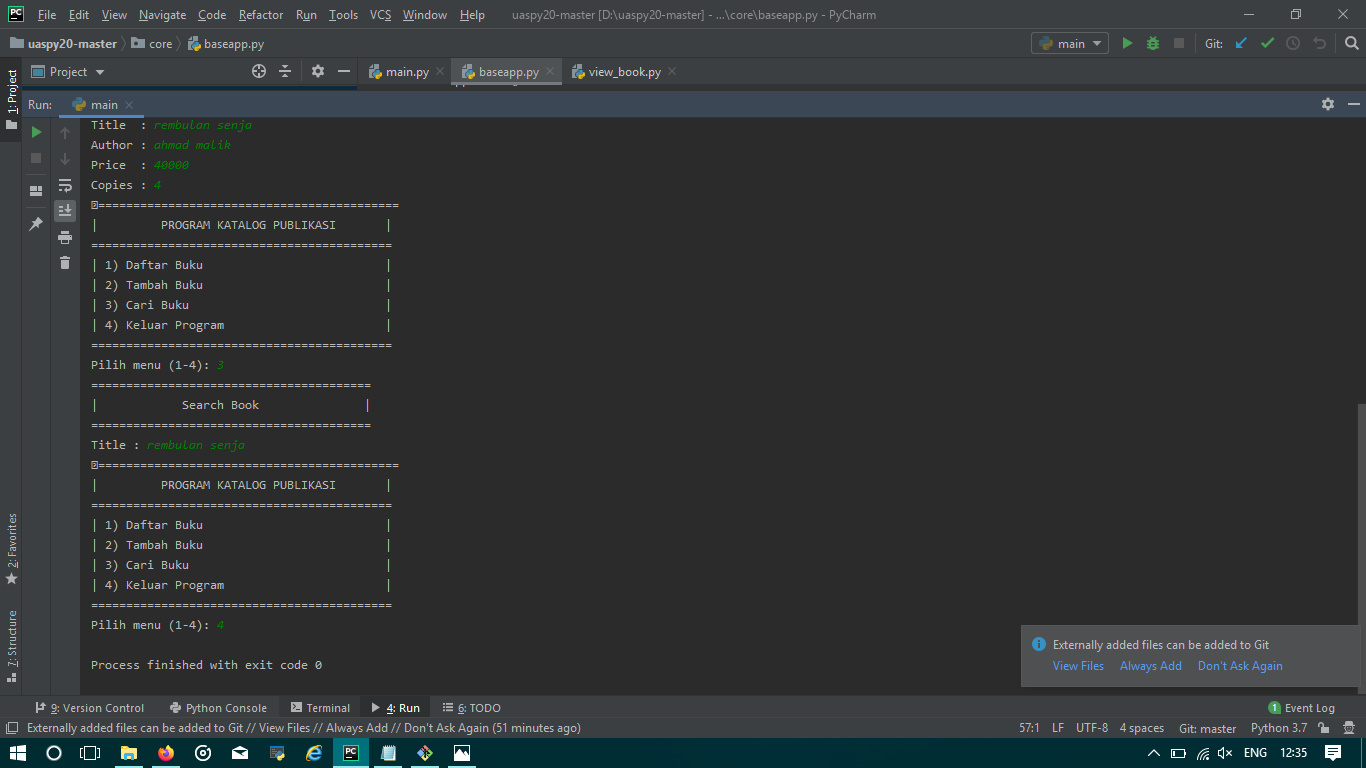 PC File Edit View Navigate Code Refactor Run Tools VCS Window Help uaspy20-master [D:\uaspy20-master] - ...\core\baseapp.py - PyCharm
uaspy20-master core baseapp.py main Git:
1: Project Project main.py baseapp.py view_book.py
Run: main
Title : rembulan senja
Author : ahmad malik
Price : 40000
Copies : 4
===========================================
| PROGRAM KATALOG PUBLIKASI |
===========================================
| 1) Daftar Buku |
| 2) Tambah Buku |
| 3) Cari Buku |
| 4) Keluar Program |
===========================================
Pilih menu (1-4): 3
========================================
| Search Book |
========================================
Title : rembulan senja
===========================================
| PROGRAM KATALOG PUBLIKASI |
===========================================
| 1) Daftar Buku |
| 2) Tambah Buku |
| 3) Cari Buku |
| 4) Keluar Program |
===========================================
Pilih menu (1-4): 4
Process finished with exit code 0
2: Favorites
7: Structure
Externally added files can be added to Git
View Files Always Add Don't Ask Again
9: Version Control Python Console Terminal 4: Run 6: TODO 1 Event Log
Externally added files can be added to Git // View Files // Always Add // Don't Ask Again (51 minutes ago) 57:1 LF UTF-8 4 spaces Git: master Python 3.7
PC ENG 12:35